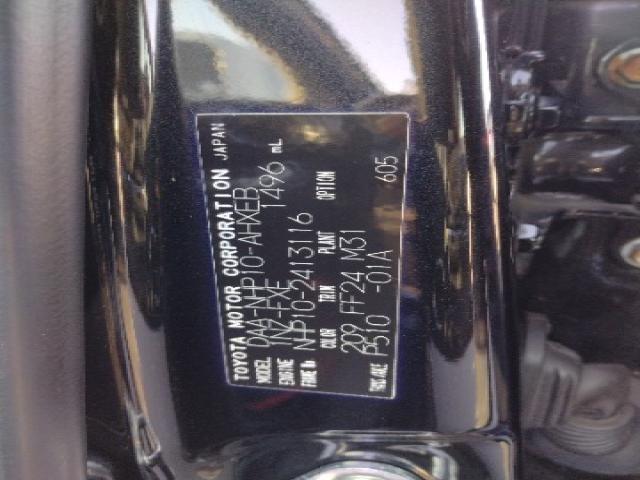 TOYOTA MOTOR CORPORATION JAPAN
MODEL DAA-NHP10-AHXEB
ENGINE 1NZ-FXE 1496 mL
FRAME No. NHP10-2413116
COLOR TRIM PLANT OPTION
209 FF24 M31 605
TRANS./AXLE P510 -01A